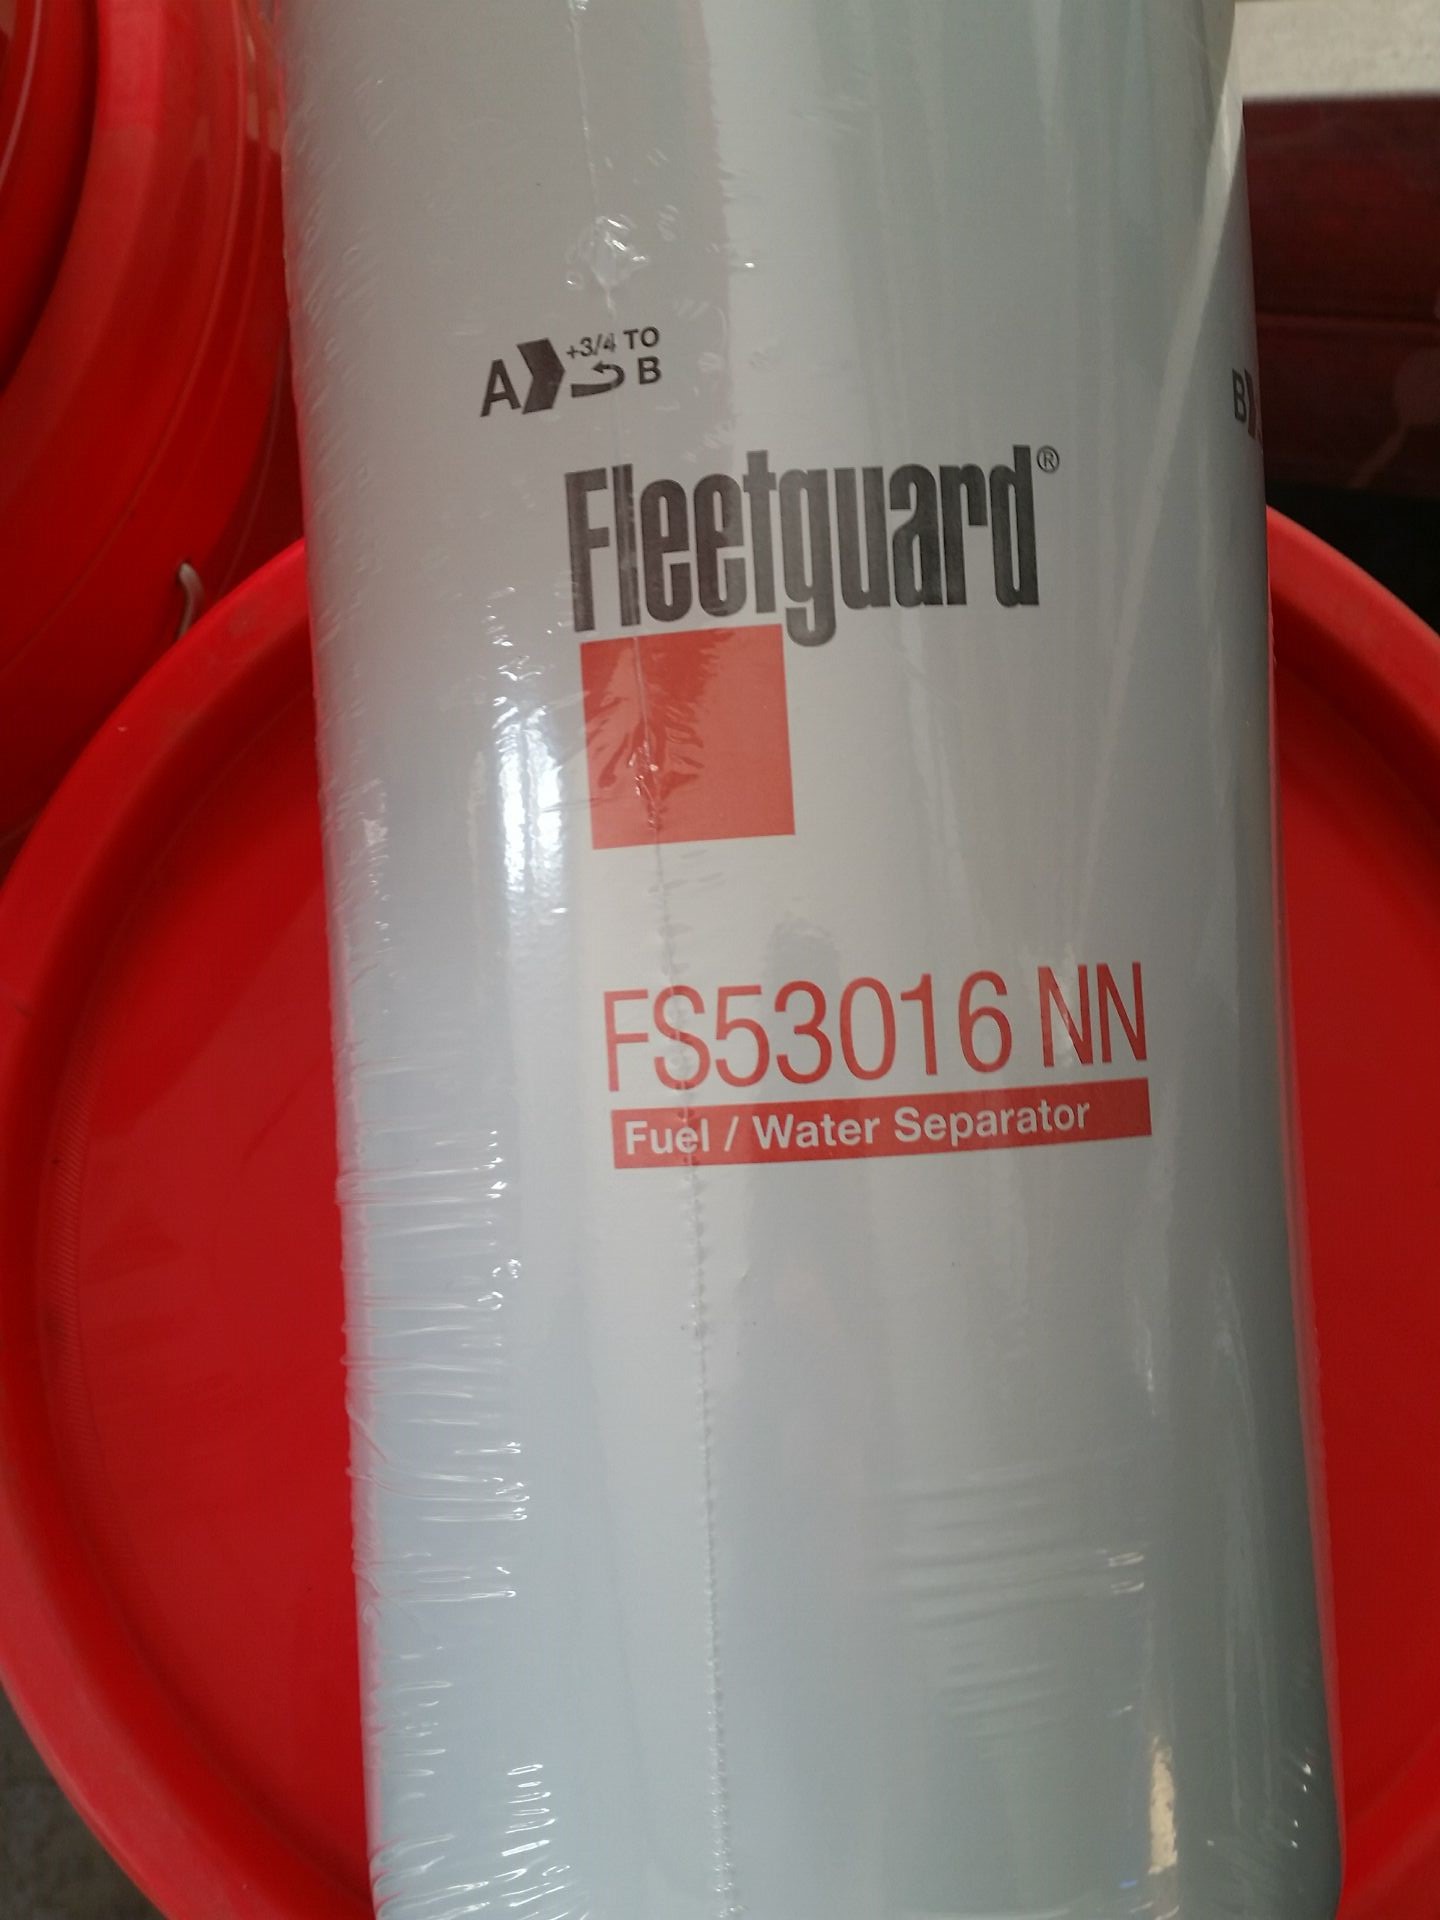 A +3/4 TO B
B
Fleetguard®
FS53016 NN
Fuel / Water Separator